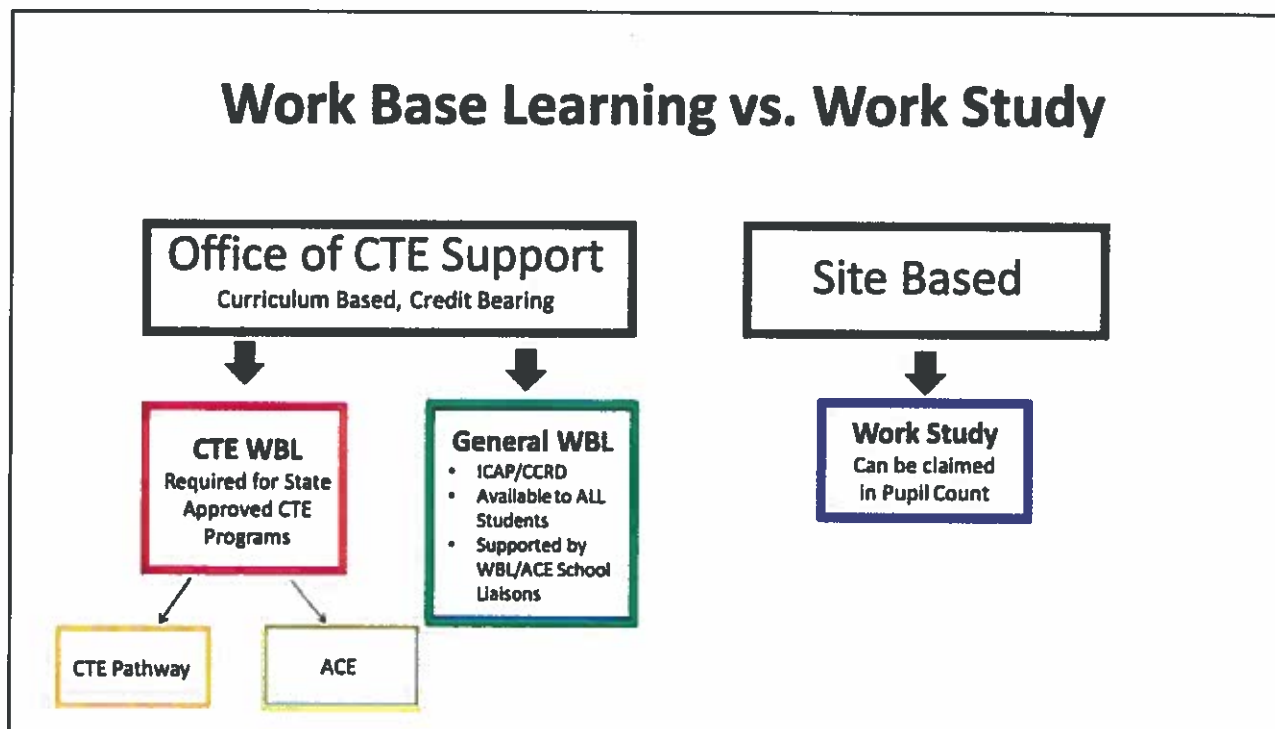 Work Base Learning vs. Work Study
Office of CTE Support
Curriculum Based, Credit Bearing
Site Based
CTE WBL
Required for State
Approved CTE
Programs
General WBL
• ICAP/CCRD
• Available to ALL
Students
• Supported by
WBL/ACE School
Liaisons
Work Study
Can be claimed
in Pupil Count
CTE Pathway
ACE